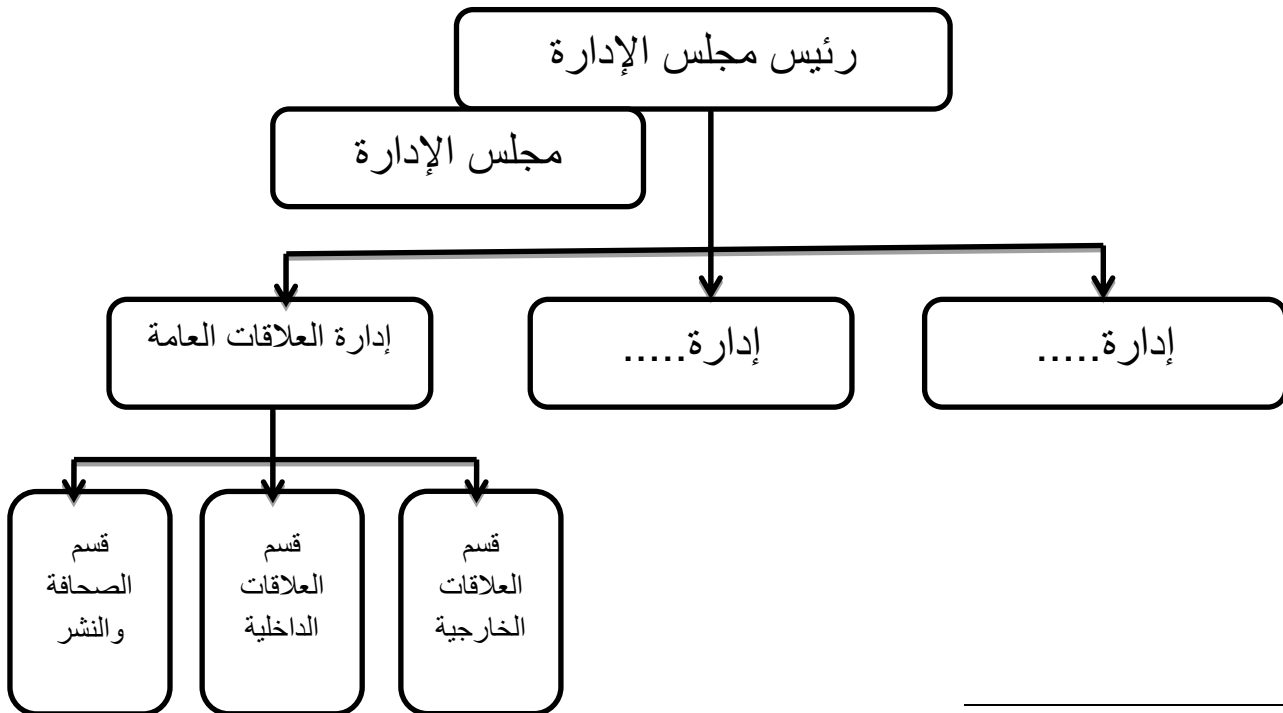 رئيس مجلس الإدارة
مجلس الإدارة
إدارة.....
إدارة.....
إدارة العلاقات العامة
قسم
العلاقات
الخارجية
قسم
العلاقات
الداخلية
قسم
الصحافة
والنشر